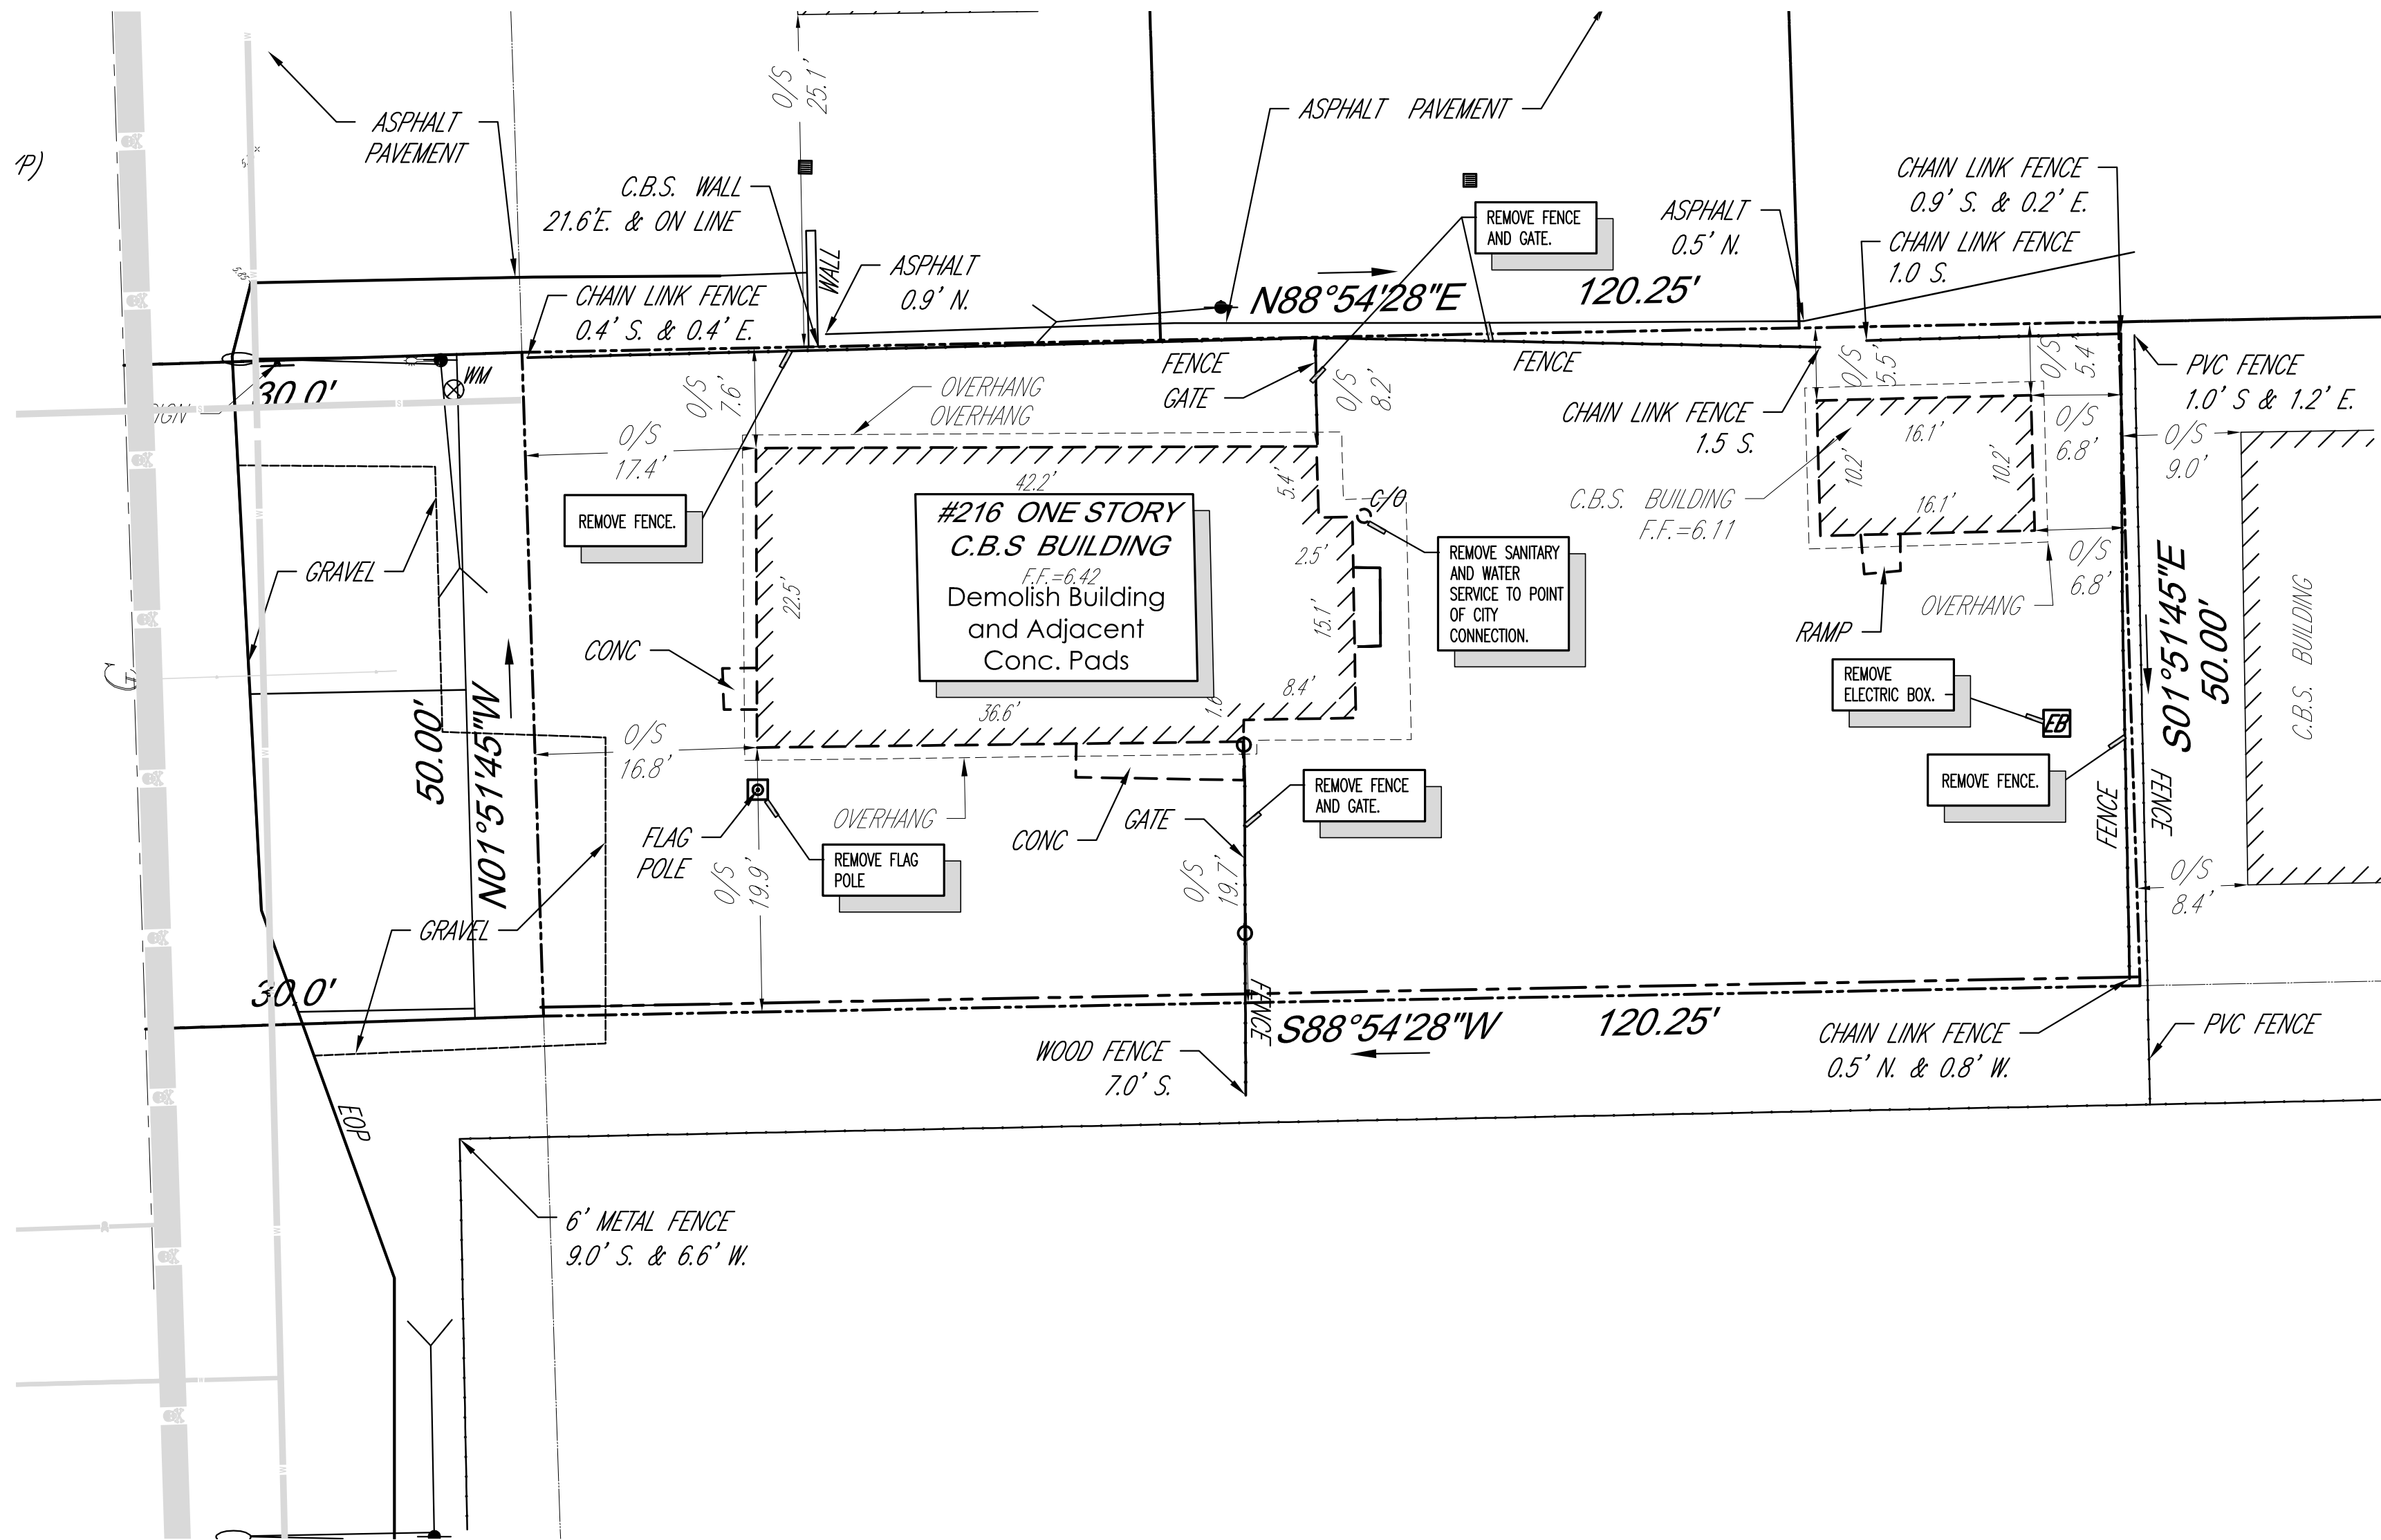 O/S
25.1'
ASPHALT
PAVEMENT
ASPHALT PAVEMENT
P)
C.B.S. WALL
21.6'E. & ON LINE
WALL
ASPHALT
0.9' N.
REMOVE FENCE
AND GATE.
ASPHALT
0.5' N.
CHAIN LINK FENCE
0.9' S. & 0.2' E.
CHAIN LINK FENCE
1.0 S.
5.85
CHAIN LINK FENCE
0.4' S. & 0.4' E.
N88°54'28"E 120.25'
FENCE
FENCE
GATE
O/S
8.2'
CHAIN LINK FENCE
1.5 S.
O/S
5.5'
O/S
5.4'
PVC FENCE
1.0' S & 1.2' E.
WM
30.0'
IGN
O/S
7.6'
OVERHANG
OVERHANG
O/S
17.4'
42.2'
5.4'
C/O
16.1'
10.2'
10.2'
16.1'
O/S
6.8'
O/S
9.0'
C.B.S. BUILDING
F.F.=6.11
REMOVE FENCE.
#216 ONE STORY
C.B.S BUILDING
F.F.=6.42
Demolish Building
and Adjacent
Conc. Pads
2.5'
REMOVE SANITARY
AND WATER
SERVICE TO POINT
OF CITY
CONNECTION.
O/S
6.8'
OVERHANG
RAMP
GRAVEL
22.5'
15.1'
CONC
8.4'
1.6'
36.6'
REMOVE
ELECTRIC BOX.
EB
S01°51'45"E
50.00'
C.B.S. BUILDING
50.00'
N01°51'45"W
O/S
16.8'
REMOVE FENCE
AND GATE.
REMOVE FENCE.
FENCE
FENCE
OVERHANG
FLAG
POLE
REMOVE FLAG
POLE
CONC
GATE
O/S
19.9'
O/S
19.7'
O/S
8.4'
GRAVEL
30.0'
FENCE
S88°54'28"W 120.25'
CHAIN LINK FENCE
0.5' N. & 0.8' W.
PVC FENCE
WOOD FENCE
7.0' S.
EOP
6' METAL FENCE
9.0' S. & 6.6' W.